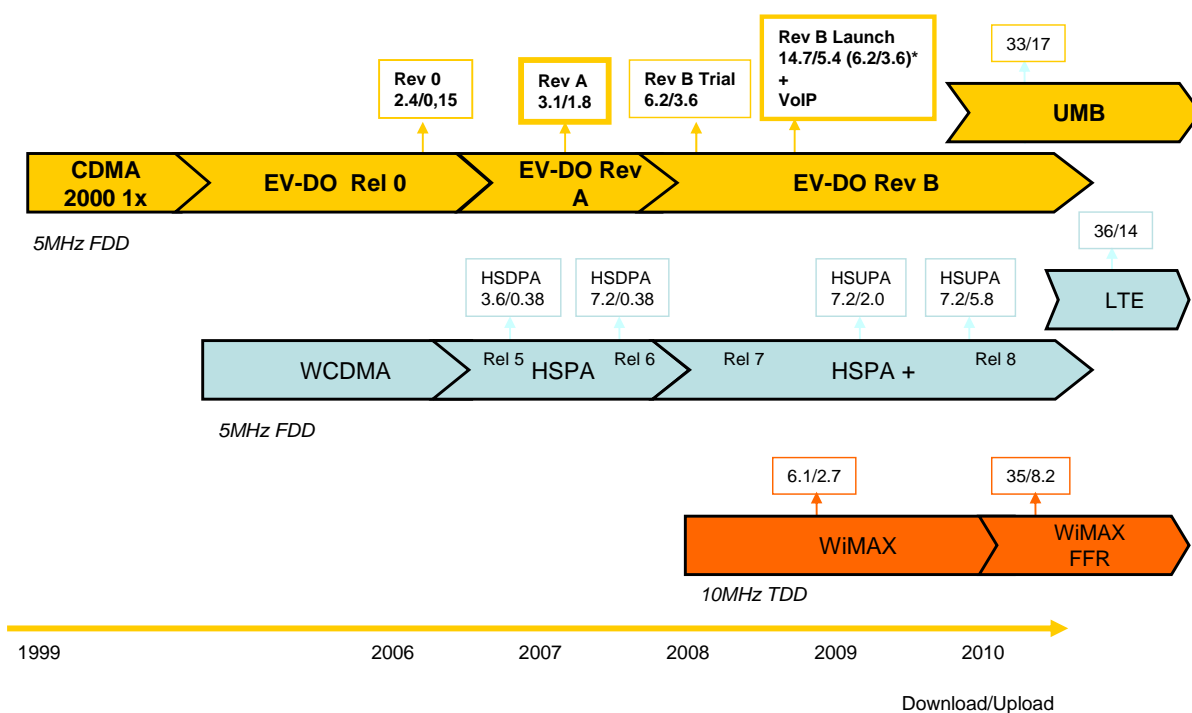 Rev 0
2.4/0,15
Rev A
3.1/1.8
Rev B Trial
6.2/3.6
Rev B Launch
14.7/5.4 (6.2/3.6)*
+
VoIP
33/17
UMB
CDMA
2000 1x
EV-DO Rel 0
EV-DO Rev
A
EV-DO Rev B
5MHz FDD
36/14
LTE
HSDPA
3.6/0.38
HSDPA
7.2/0.38
HSUPA
7.2/2.0
HSUPA
7.2/5.8
WCDMA
Rel 5
HSPA
Rel 6
Rel 7
HSPA +
Rel 8
5MHz FDD
6.1/2.7
35/8.2
WiMAX
WiMAX
FFR
10MHz TDD
1999
2006
2007
2008
2009
2010
Download/Upload